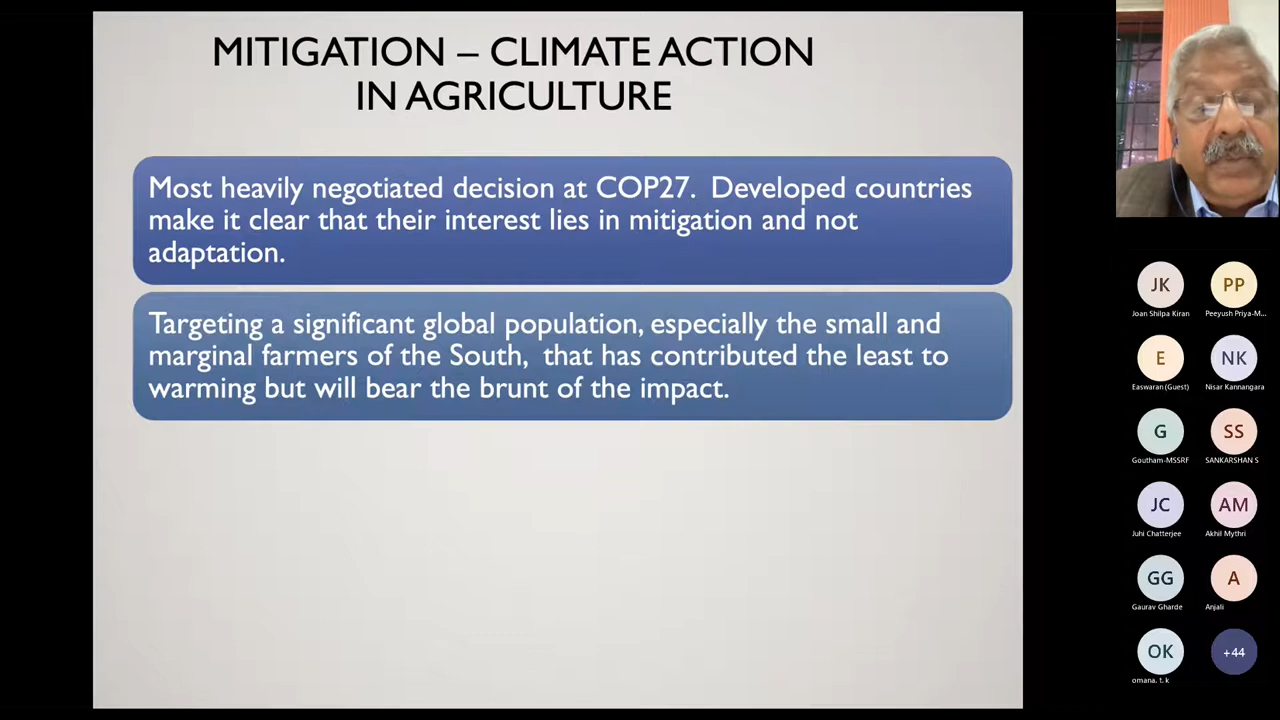 MITIGATION – CLIMATE ACTION
IN AGRICULTURE
Most heavily negotiated decision at COP27. Developed countries
make it clear that their interest lies in mitigation and not
adaptation.
Targeting a significant global population, especially the small and
marginal farmers of the South, that has contributed the least to
warming but will bear the brunt of the impact.
JK
Joan Shilpa Kiran
PP
Peeyush Priya-M...
E
Easwaran (Guest)
NK
Nisar Kannangara
G
Goutham-MSSRF
SS
SANKARSHAN S
JC
Juhi Chatterjee
AM
Akhil Mythri
GG
Gaurav Gharde
A
Anjali
OK
omana. t. k
+44